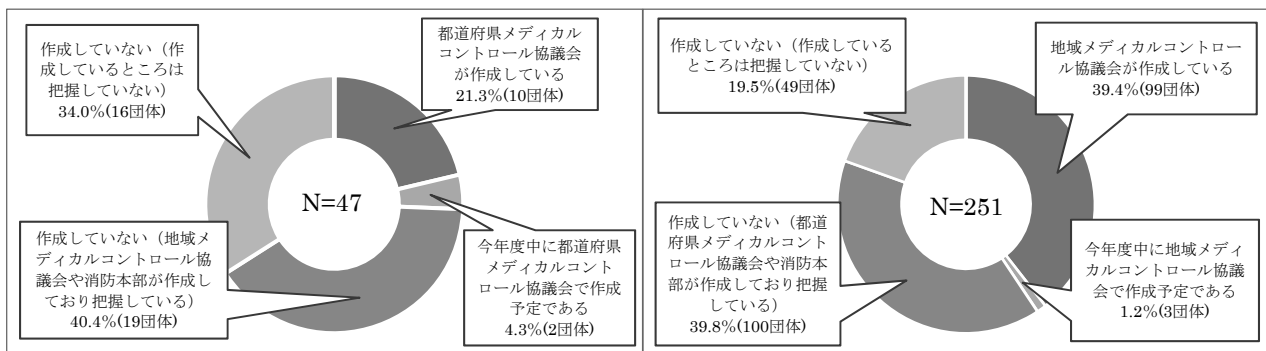 作成していない（作
成しているところは
把握していない）
34.0%(16団体)
都道府県メディカル
コントロール協議会
が作成している
21.3%(10団体)
N=47
作成していない（地域メ
ディカルコントロール協
議会や消防本部が作成し
ており把握している）
40.4%(19団体)
今年度中に都道府県
メディカルコント
ロール協議会で作成
予定である
4.3%(2団体)
作成していない（作成している
ところは把握していない）
19.5%(49団体)
地域メディカルコントロー
ル協議会が作成している
39.4%(99団体)
N=251
作成していない（都道
府県メディカルコント
ロール協議会や消防本
部が作成しており把握
している）
39.8%(100団体)
今年度中に地域メディ
カルコントロール協議
会で作成予定である
1.2%(3団体)